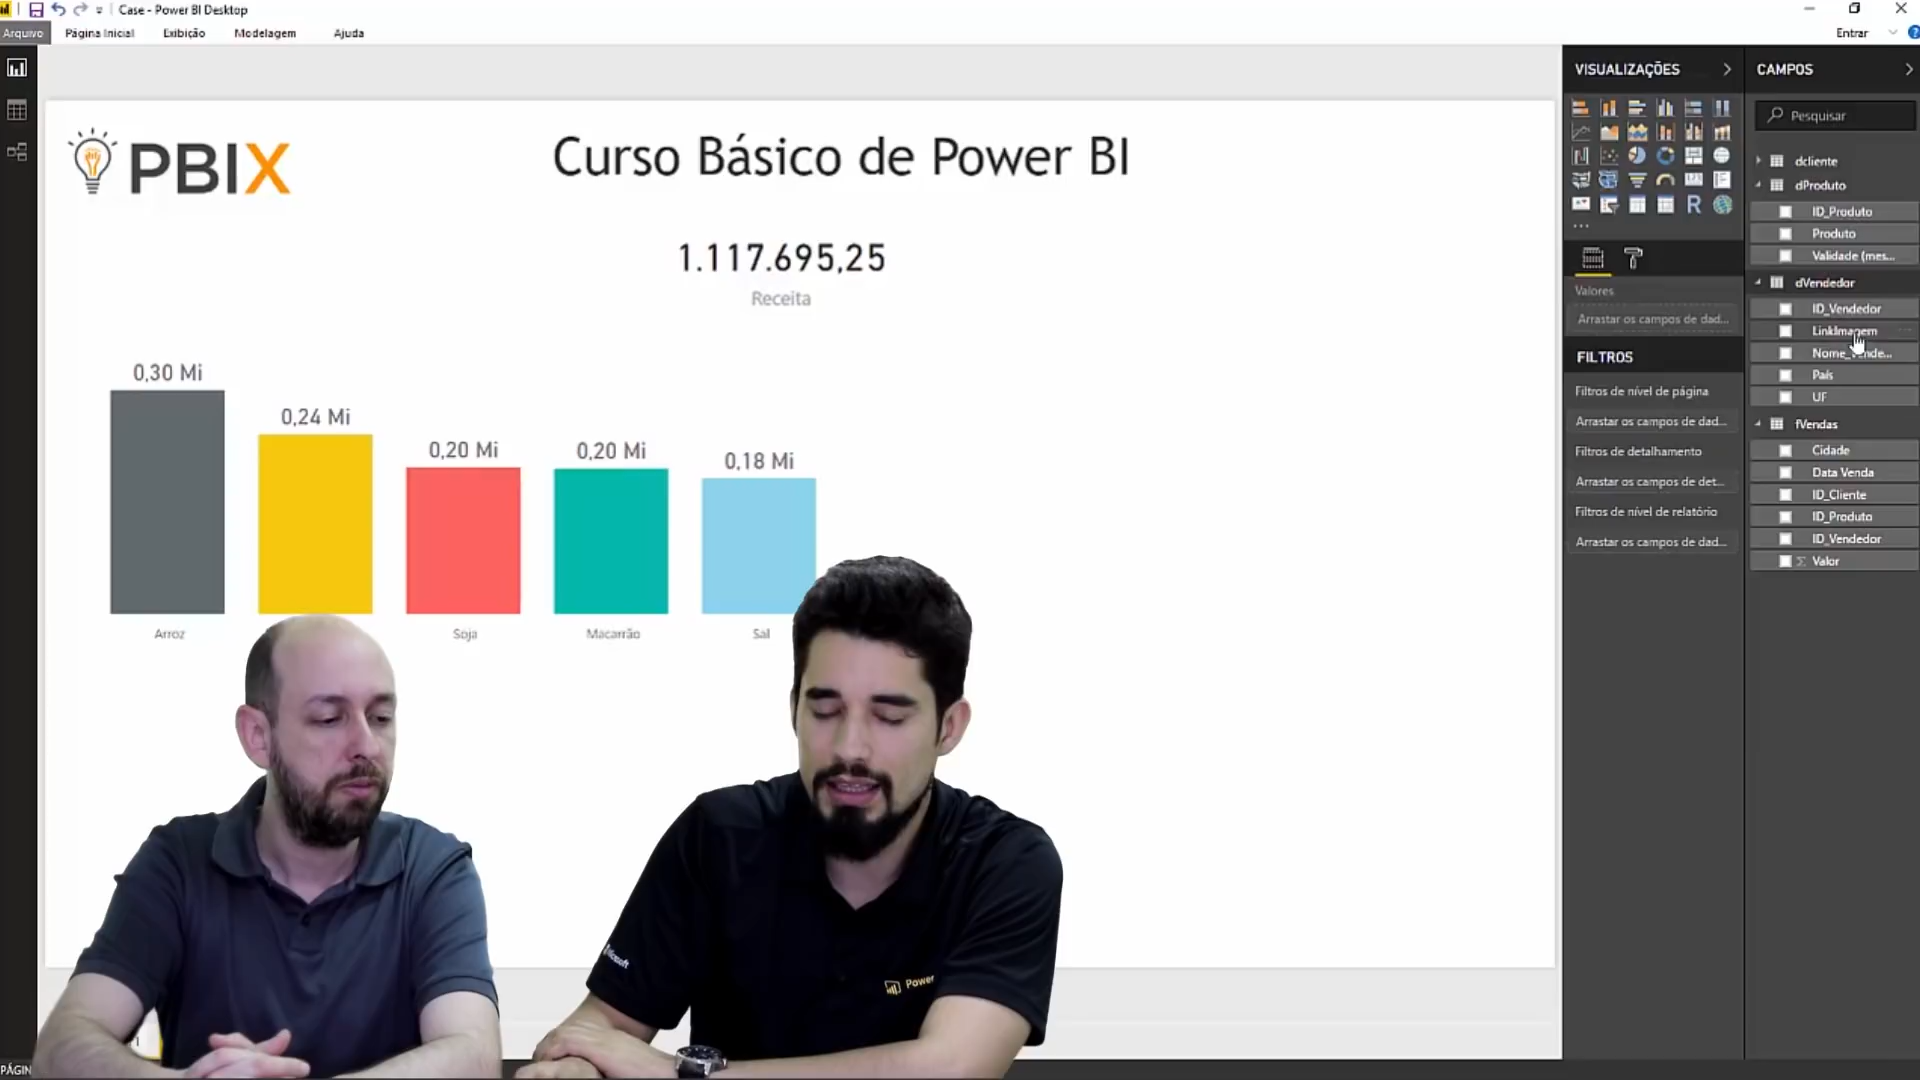 Case - Power BI Desktop
Arquivo Página Inicial Exibição Modelagem Ajuda
Entrar
?
PBIX
Curso Básico de Power BI
1.117.695,25
Receita
0,30 Mi
0,24 Mi
0,20 Mi
0,20 Mi
0,18 Mi
Arroz
Soja
Macarrão
Sal
Microsoft
Power
PÁGIN
VISUALIZAÇÕES
R
...
Valores
Arrastar os campos de dad...
FILTROS
Filtros de nível de página
Arrastar os campos de dad...
Filtros de detalhamento
Arrastar os campos de det...
Filtros de nível de relatório
Arrastar os campos de dad...
CAMPOS
Pesquisar
dcliente
dProduto
ID_Produto
Produto
Validade (mes...
dVendedor
ID_Vendedor
LinkImagem
Nome_Vende...
País
UF
fVendas
Cidade
Data Venda
ID_Cliente
ID_Produto
ID_Vendedor
Σ Valor